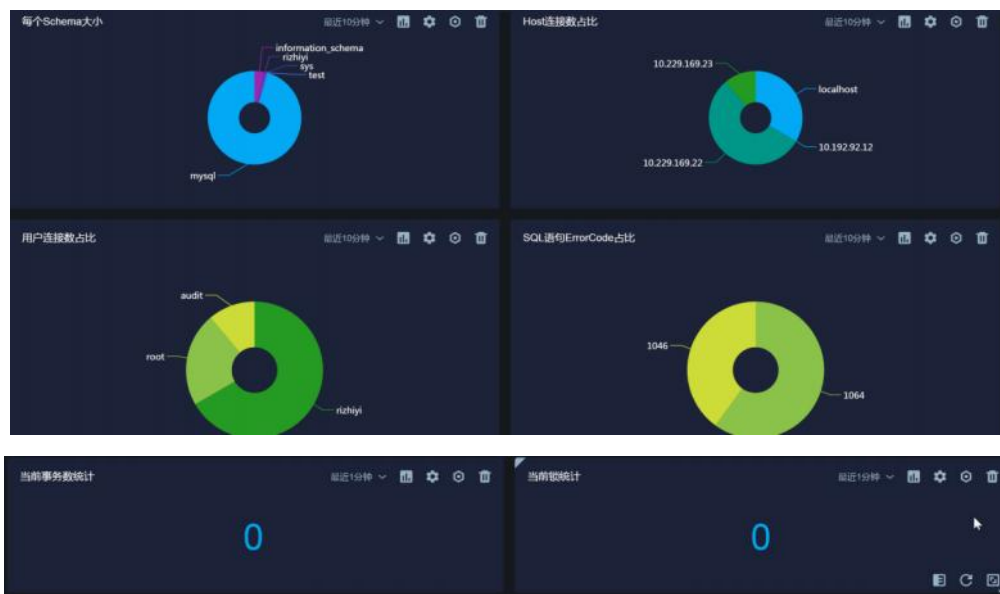 每个Schema大小
最近10分钟
information_schema
rizhiyi
sys
test
mysql
Host连接数占比
最近10分钟
10.229.169.23
localhost
10.192.92.12
10.229.169.22
用户连接数占比
最近10分钟
audit
root
rizhiyi
SQL语句ErrorCode占比
最近10分钟
1046
1064
当前事务数统计
最近1分钟
0
当前锁统计
最近1分钟
0